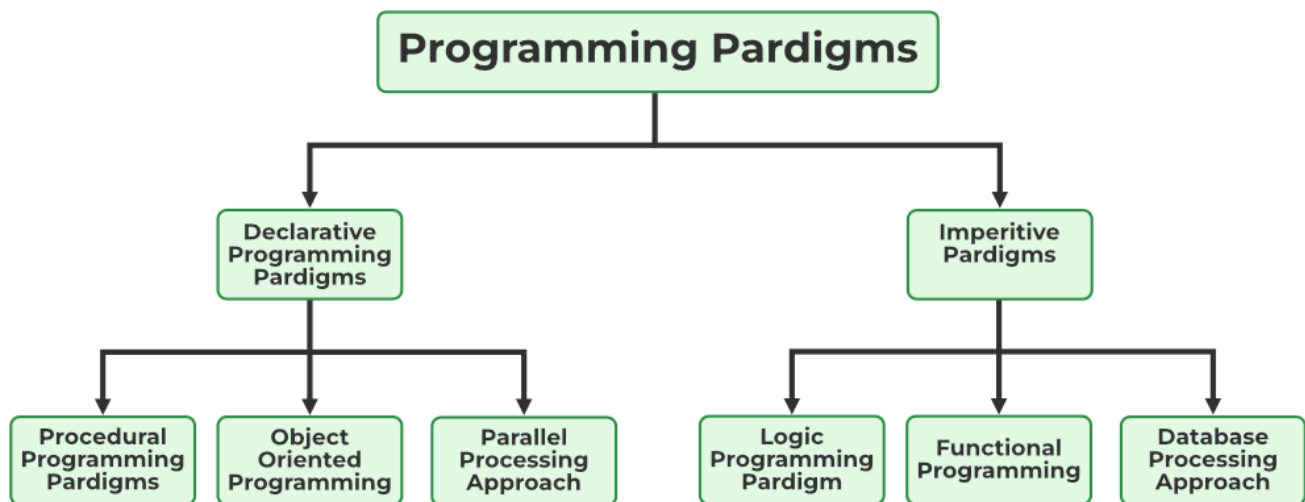 Programming Pardigms
Declarative
Programming
Pardigms
Imperitive
Pardigms
Procedural
Programming
Pardigms
Object
Oriented
Programming
Parallel
Processing
Approach
Logic
Programming
Pardigm
Functional
Programming
Database
Processing
Approach